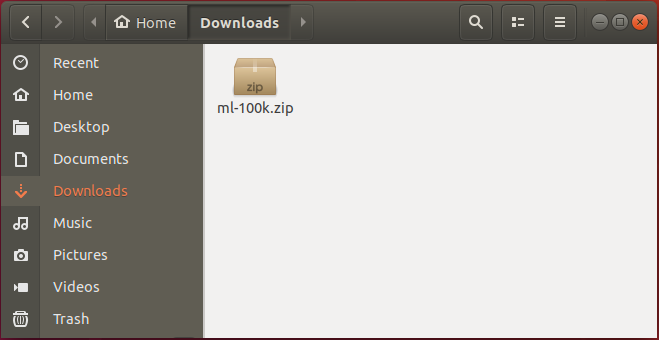 Home
Downloads
Recent
Home
Desktop
Documents
Downloads
Music
Pictures
Videos
Trash
zip
ml-100k.zip